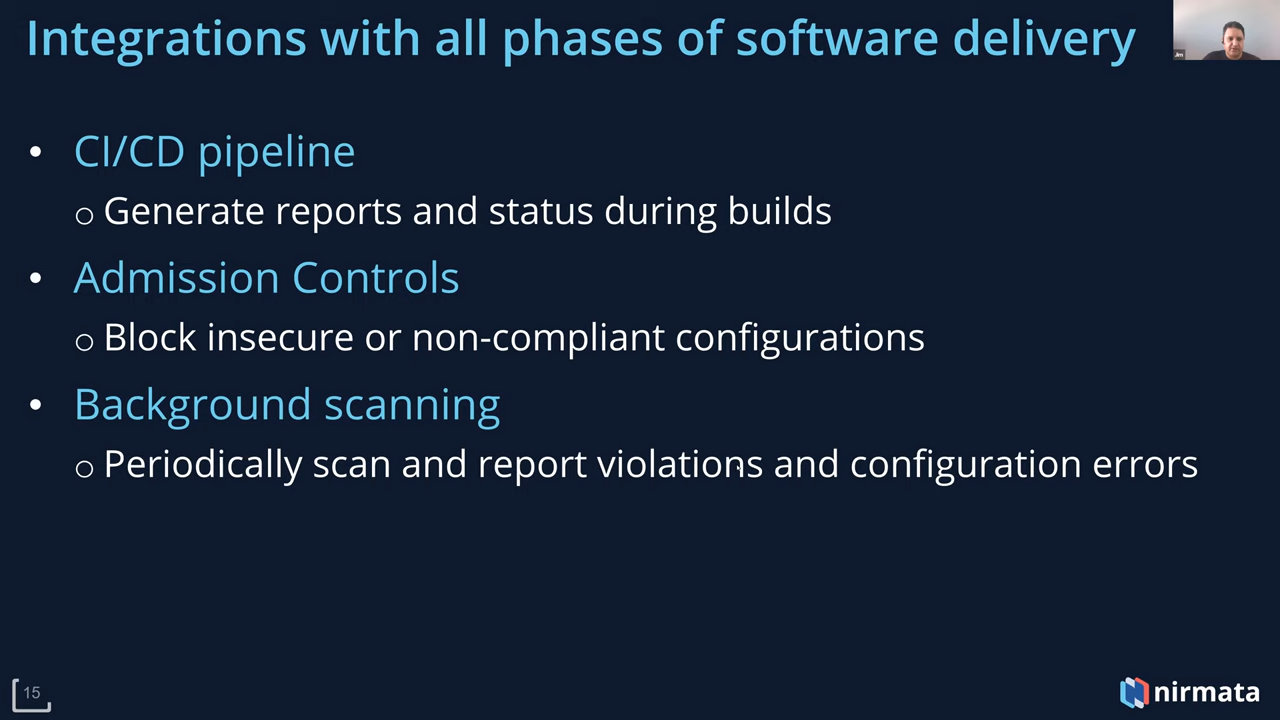 Integrations with all phases of software delivery
• CI/CD pipeline
o Generate reports and status during builds
• Admission Controls
o Block insecure or non-compliant configurations
• Background scanning
o Periodically scan and report violations and configuration errors
15
nirmata